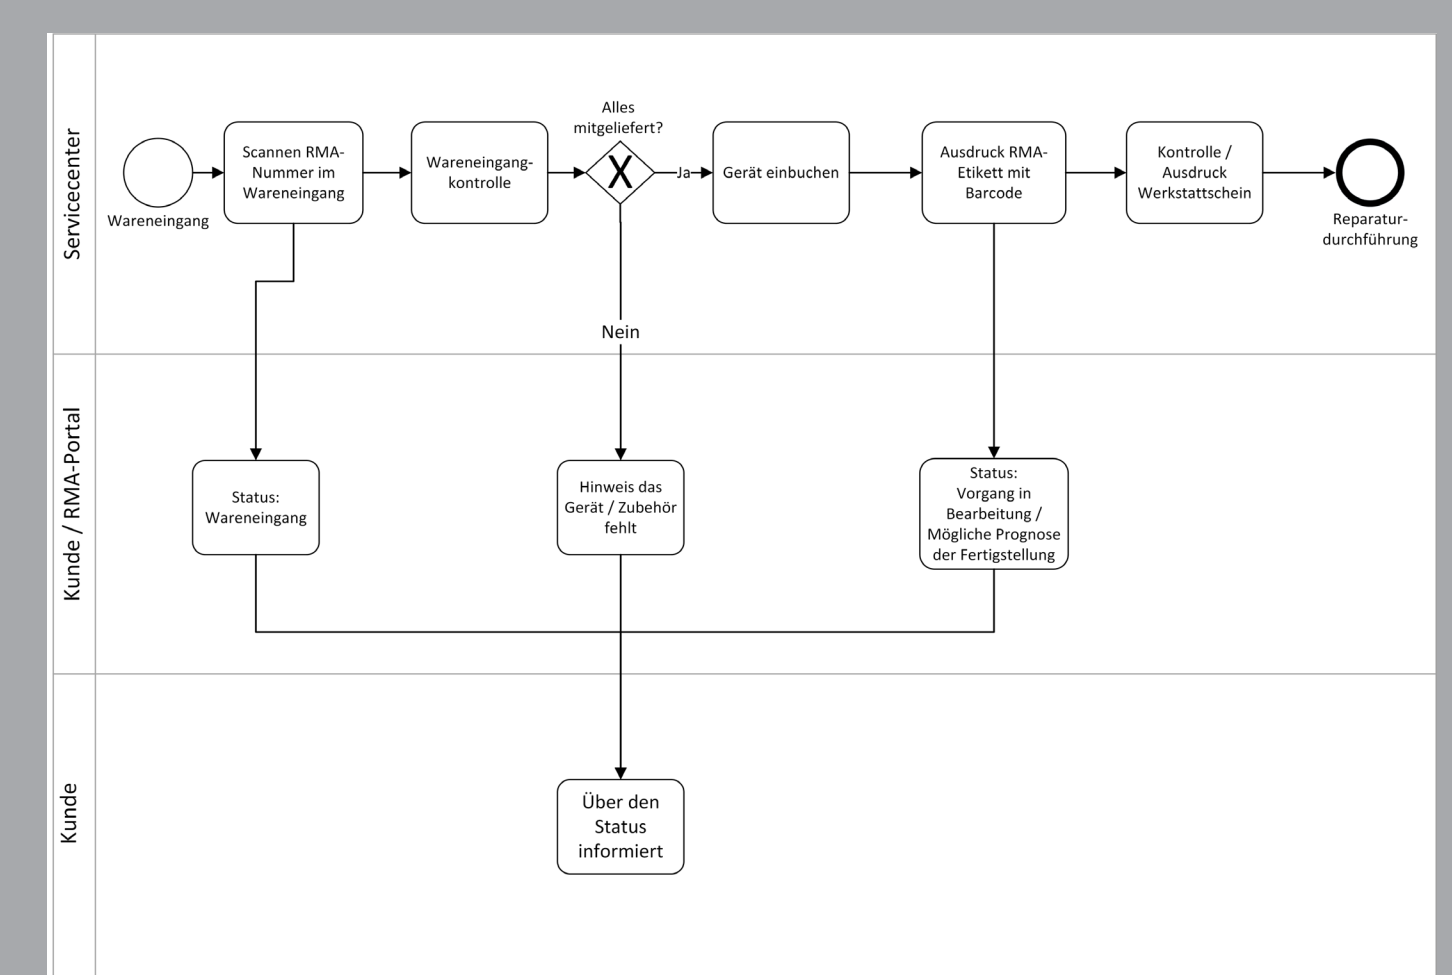 Servicecenter
Wareneingang
Scannen RMA-
Nummer im
Wareneingang
Wareneingang-
kontrolle
Alles
mitgeliefert?
Ja
Nein
Gerät einbuchen
Ausdruck RMA-
Etikett mit
Barcode
Kontrolle /
Ausdruck
Werkstattschein
Reparatur-
durchführung
Kunde / RMA-Portal
Status:
Wareneingang
Hinweis das
Gerät / Zubehör
fehlt
Status:
Vorgang in
Bearbeitung /
Mögliche Prognose
der Fertigstellung
Kunde
Über den
Status
informiert